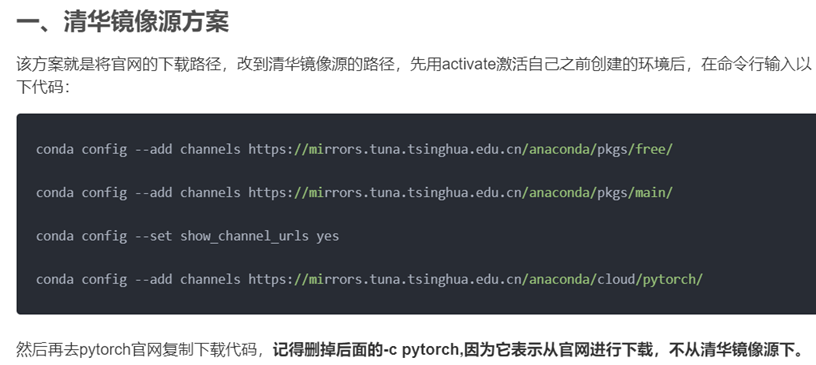 一、清华镜像源方案
该方案就是将官网的下载路径，改到清华镜像源的路径，先用activate激活自己之前创建的环境后，在命令行输入以
下代码：
conda config --add channels https://mirrors.tuna.tsinghua.edu.cn/anaconda/pkgs/free/
conda config --add channels https://mirrors.tuna.tsinghua.edu.cn/anaconda/pkgs/main/
conda config --set show_channel_urls yes
conda config --add channels https://mirrors.tuna.tsinghua.edu.cn/anaconda/cloud/pytorch/
然后再去pytorch官网复制下载代码，记得删掉后面的-c pytorch,因为它表示从官网进行下载，不从清华镜像源下。